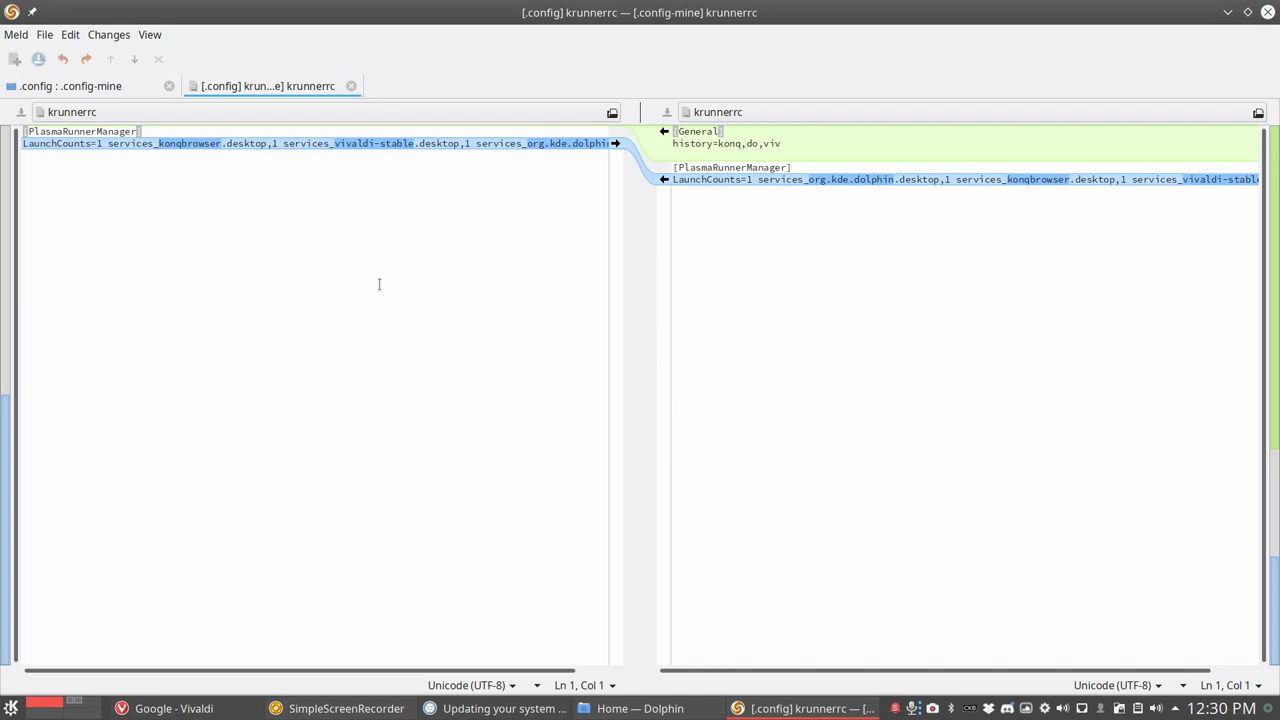 [.config] krunnerrc — [.config-mine] krunnerrc
Meld File Edit Changes View
.config : .config-mine
[.config] krun...e] krunnerrc
krunnerrc
krunnerrc
[PlasmaRunnerManager]
LaunchCounts=1 services_konqbrowser.desktop,1 services_vivaldi-stable.desktop,1 services_org.kde.dolphin
[General]
history=konq,do,viv
[PlasmaRunnerManager]
LaunchCounts=1 services_org.kde.dolphin.desktop,1 services_konqbrowser.desktop,1 services_vivaldi-stable
Unicode (UTF-8) Ln 1, Col 1
Unicode (UTF-8) Ln 1, Col 1
Google - Vivaldi
SimpleScreenRecorder
Updating your system ...
Home — Dolphin
[.config] krunnerrc — [...
12:30 PM